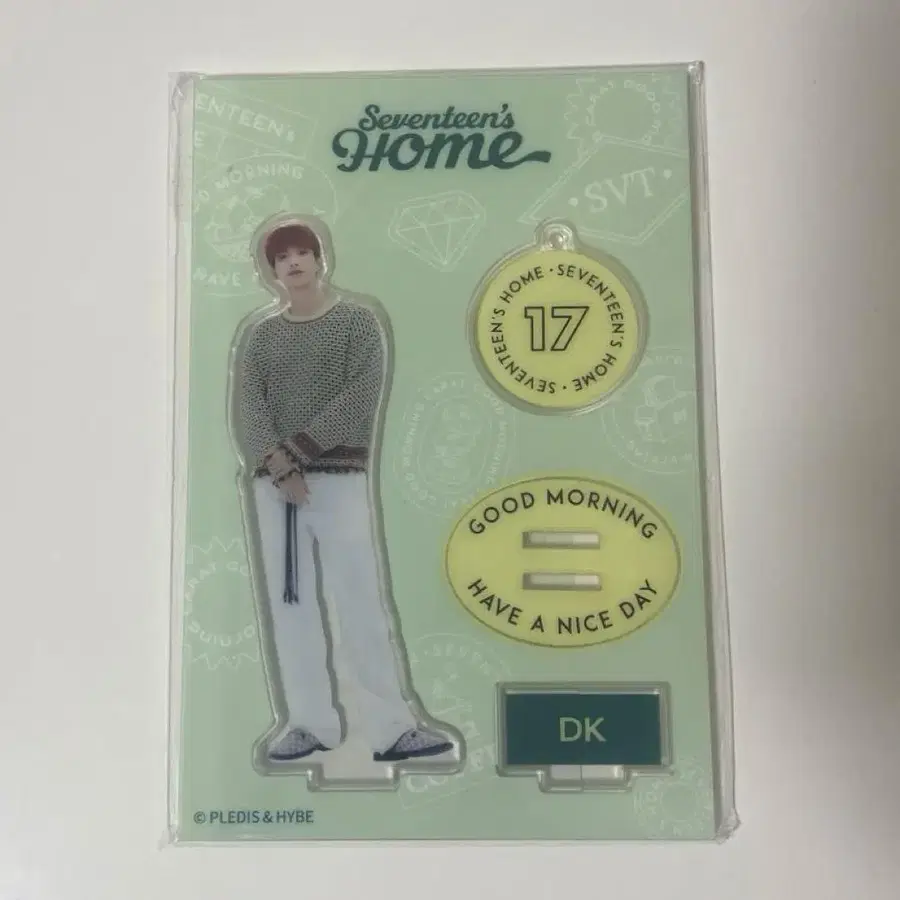 Seventeen's
Home
SEVENTEEN'S HOME · SEVENTEEN'S HOME ·
17
SVT
GOOD MORNING
HAVE A NICE DAY
DK
© PLEDIS & HYBE